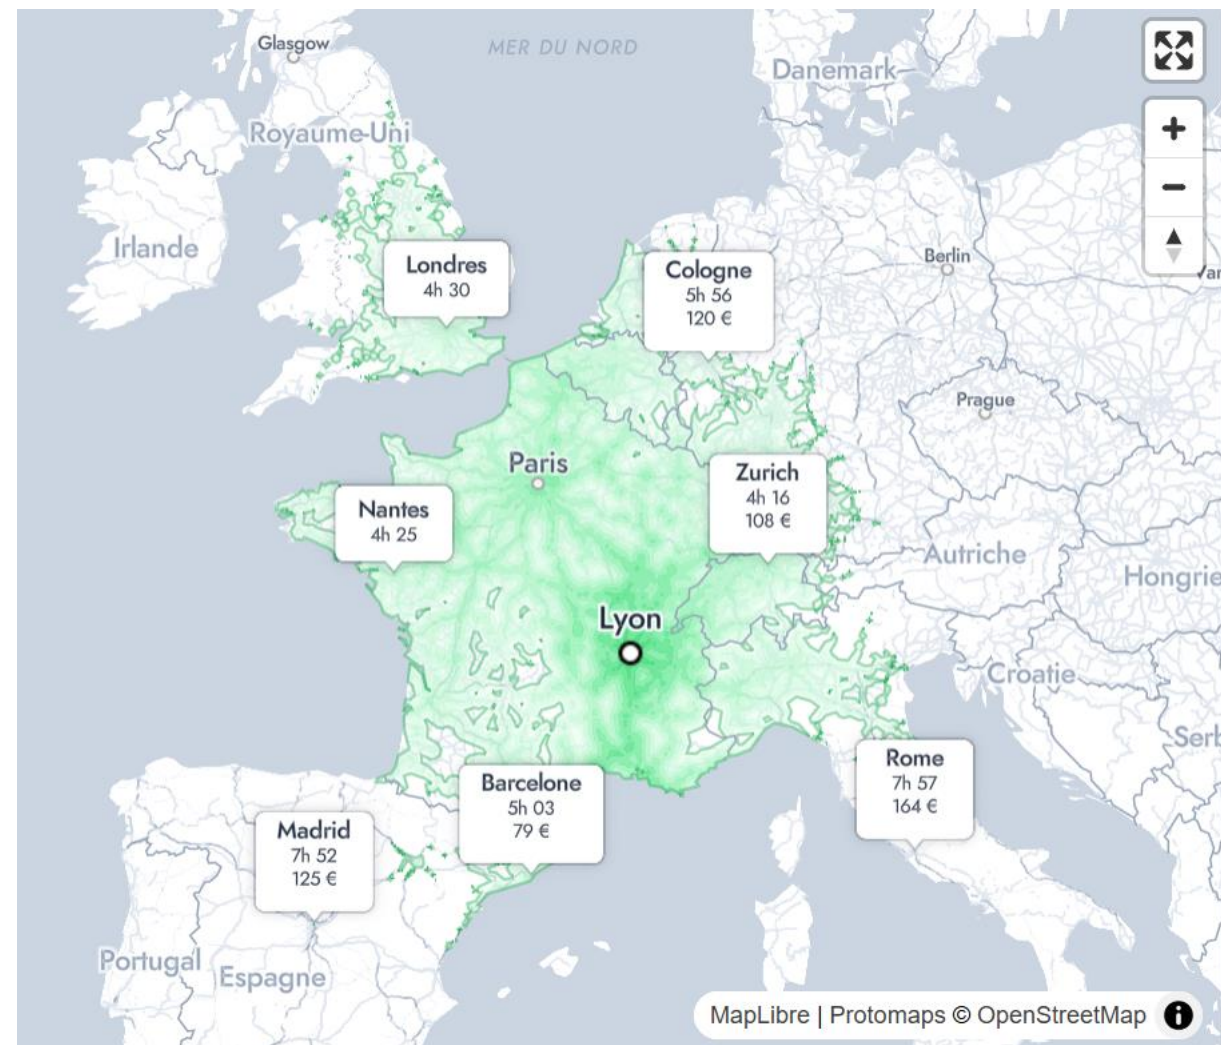 Glasgow
MER DU NORD
Danemark
Royaume-Uni
Irlande
Londres
4h 30
Cologne
5h 56
120 €
Berlin
+
−
Prague
Paris
Zurich
4h 16
108 €
Nantes
4h 25
Autriche
Hongrie
Lyon
Croatie
Rome
7h 57
164 €
Barcelone
5h 03
79 €
Madrid
7h 52
125 €
Portugal
Espagne
MapLibre | Protomaps © OpenStreetMap